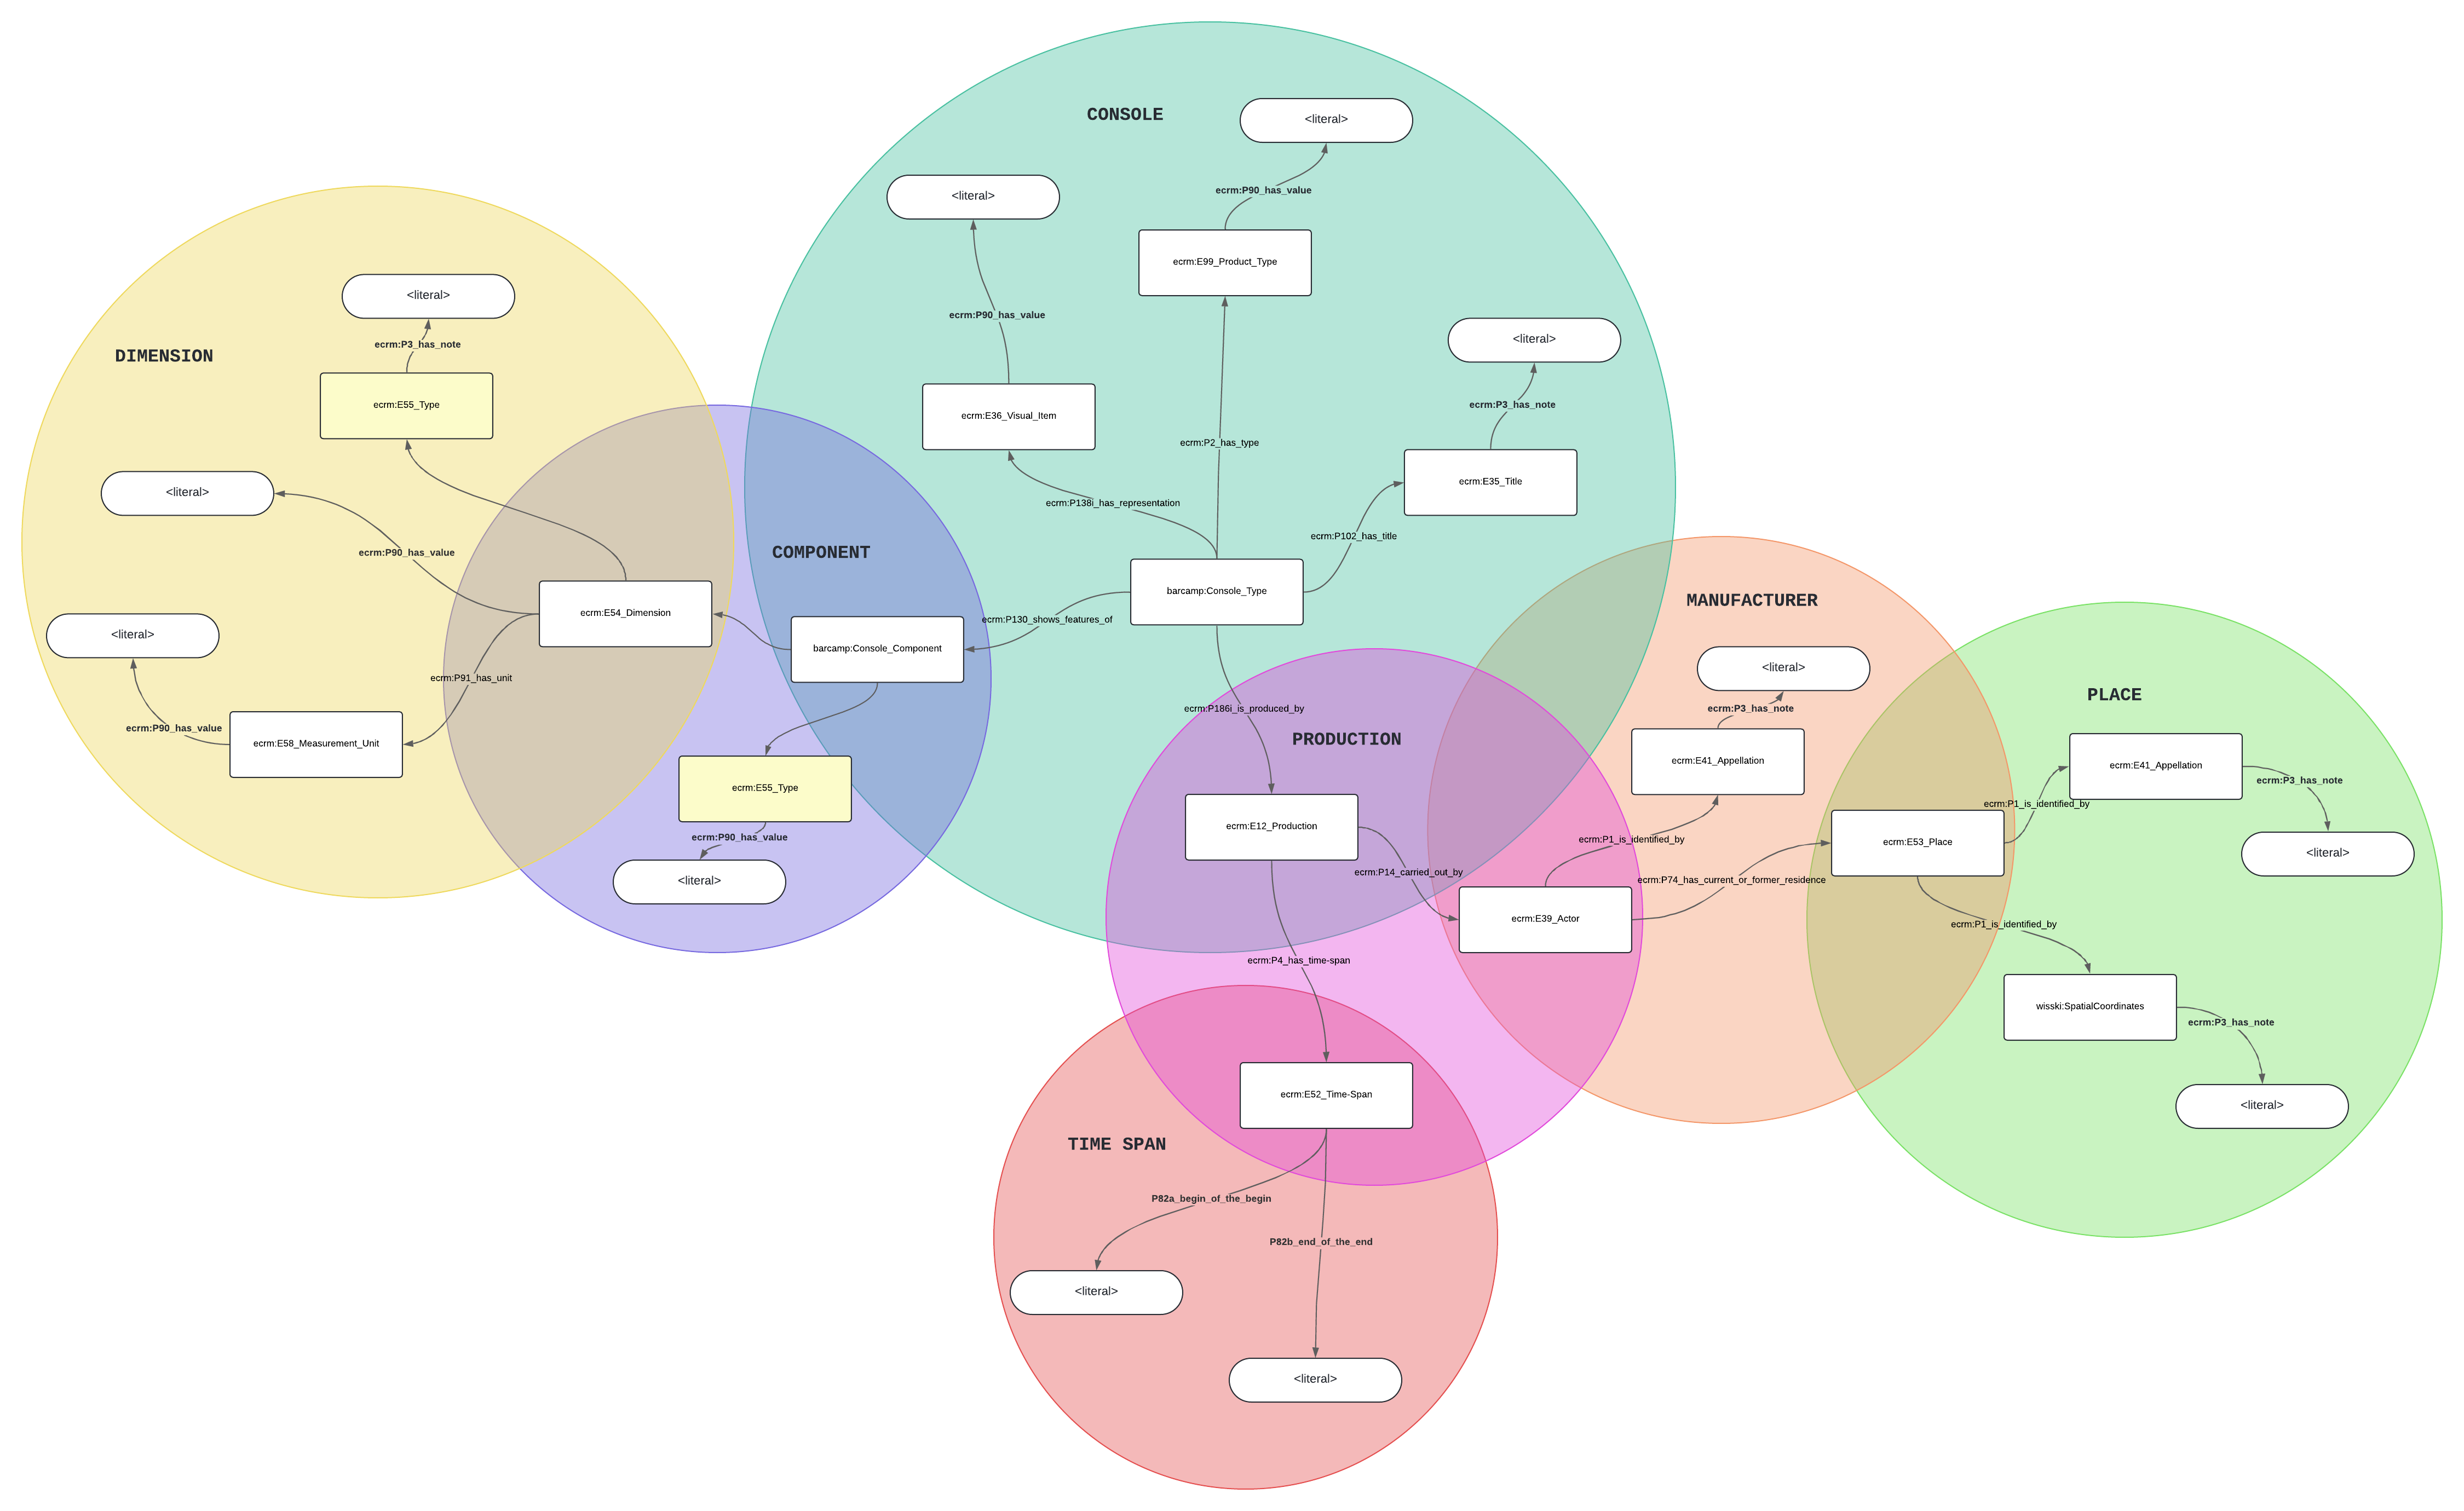 CONSOLE
<literal>
ecrm:P90_has_value
<literal>
ecrm:E99_Product_Type
<literal>
ecrm:P90_has_value
<literal>
ecrm:P3_has_note
DIMENSION
ecrm:E55_Type
ecrm:P3_has_note
ecrm:E36_Visual_Item
ecrm:P2_has_type
ecrm:E35_Title
<literal>
ecrm:P138i_has_representation
ecrm:P102_has_title
ecrm:P90_has_value
COMPONENT
barcamp:Console_Type
MANUFACTURER
ecrm:E54_Dimension
ecrm:P130_shows_features_of
<literal>
barcamp:Console_Component
<literal>
ecrm:P91_has_unit
PLACE
ecrm:P186i_is_produced_by
ecrm:P3_has_note
ecrm:P90_has_value
ecrm:E58_Measurement_Unit
PRODUCTION
ecrm:E41_Appellation
ecrm:E41_Appellation
ecrm:P3_has_note
ecrm:E55_Type
ecrm:P1_is_identified_by
ecrm:P90_has_value
ecrm:E12_Production
ecrm:P1_is_identified_by
ecrm:E53_Place
<literal>
<literal>
ecrm:P14_carried_out_by
ecrm:P74_has_current_or_former_residence
ecrm:E39_Actor
ecrm:P1_is_identified_by
ecrm:P4_has_time-span
wisski:SpatialCoordinates
ecrm:P3_has_note
ecrm:E52_Time-Span
<literal>
TIME SPAN
P82a_begin_of_the_begin
P82b_end_of_the_end
<literal>
<literal>